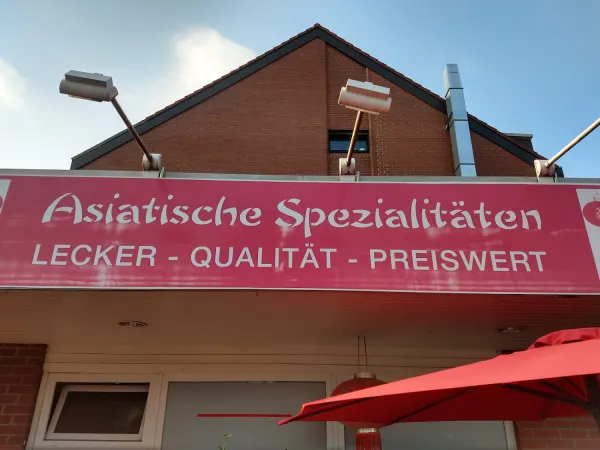 Asiatische Spezialitäten
LECKER - QUALITÄT - PREISWERT